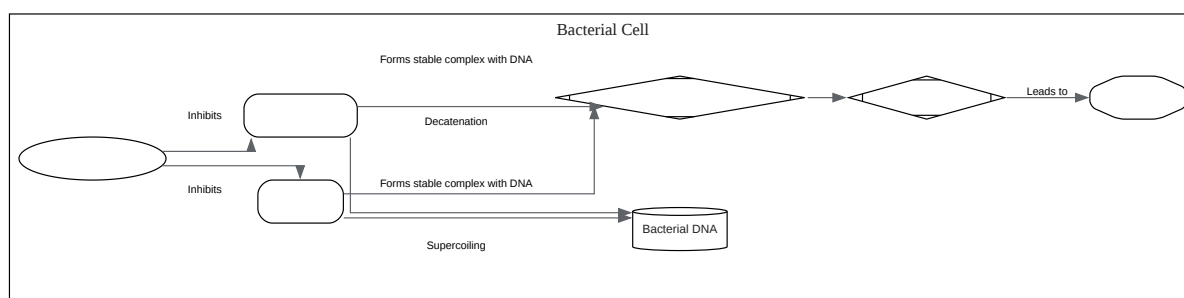 Bacterial Cell
Forms stable complex with DNA
Inhibits
Decatenation
Leads to
Inhibits
Forms stable complex with DNA
Bacterial DNA
Supercoiling